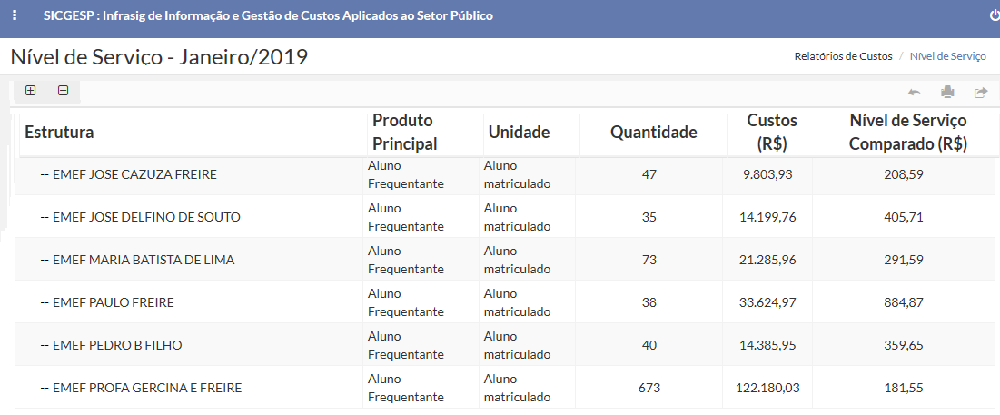 SICGESP : Infrasig de Informação e Gestão de Custos Aplicados ao Setor Público
Nível de Serviço - Janeiro/2019
Relatórios de Custos / Nível de Serviço
Estrutura Produto Principal Unidade Quantidade Custos (R$) Nível de Serviço Comparado (R$)
-- EMEF JOSE CAZUZA FREIRE Aluno Frequentante Aluno matriculado 47 9.803,93 208,59
-- EMEF JOSE DELFINO DE SOUTO Aluno Frequentante Aluno matriculado 35 14.199,76 405,71
-- EMEF MARIA BATISTA DE LIMA Aluno Frequentante Aluno matriculado 73 21.285,96 291,59
-- EMEF PAULO FREIRE Aluno Frequentante Aluno matriculado 38 33.624,97 884,87
-- EMEF PEDRO B FILHO Aluno Frequentante Aluno matriculado 40 14.385,95 359,65
-- EMEF PROFA GERCINA E FREIRE Aluno Frequentante Aluno matriculado 673 122.180,03 181,55